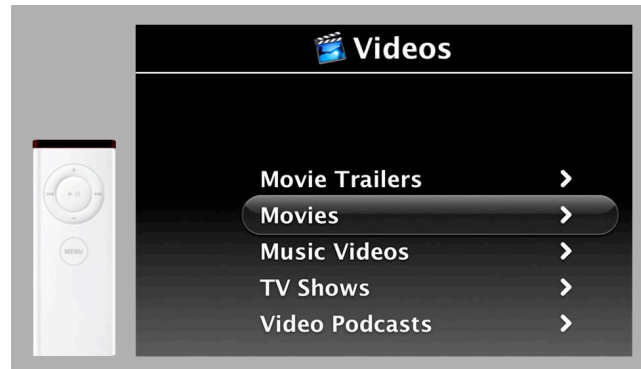 Videos
Movie Trailers
Movies
Music Videos
TV Shows
Video Podcasts
MENU